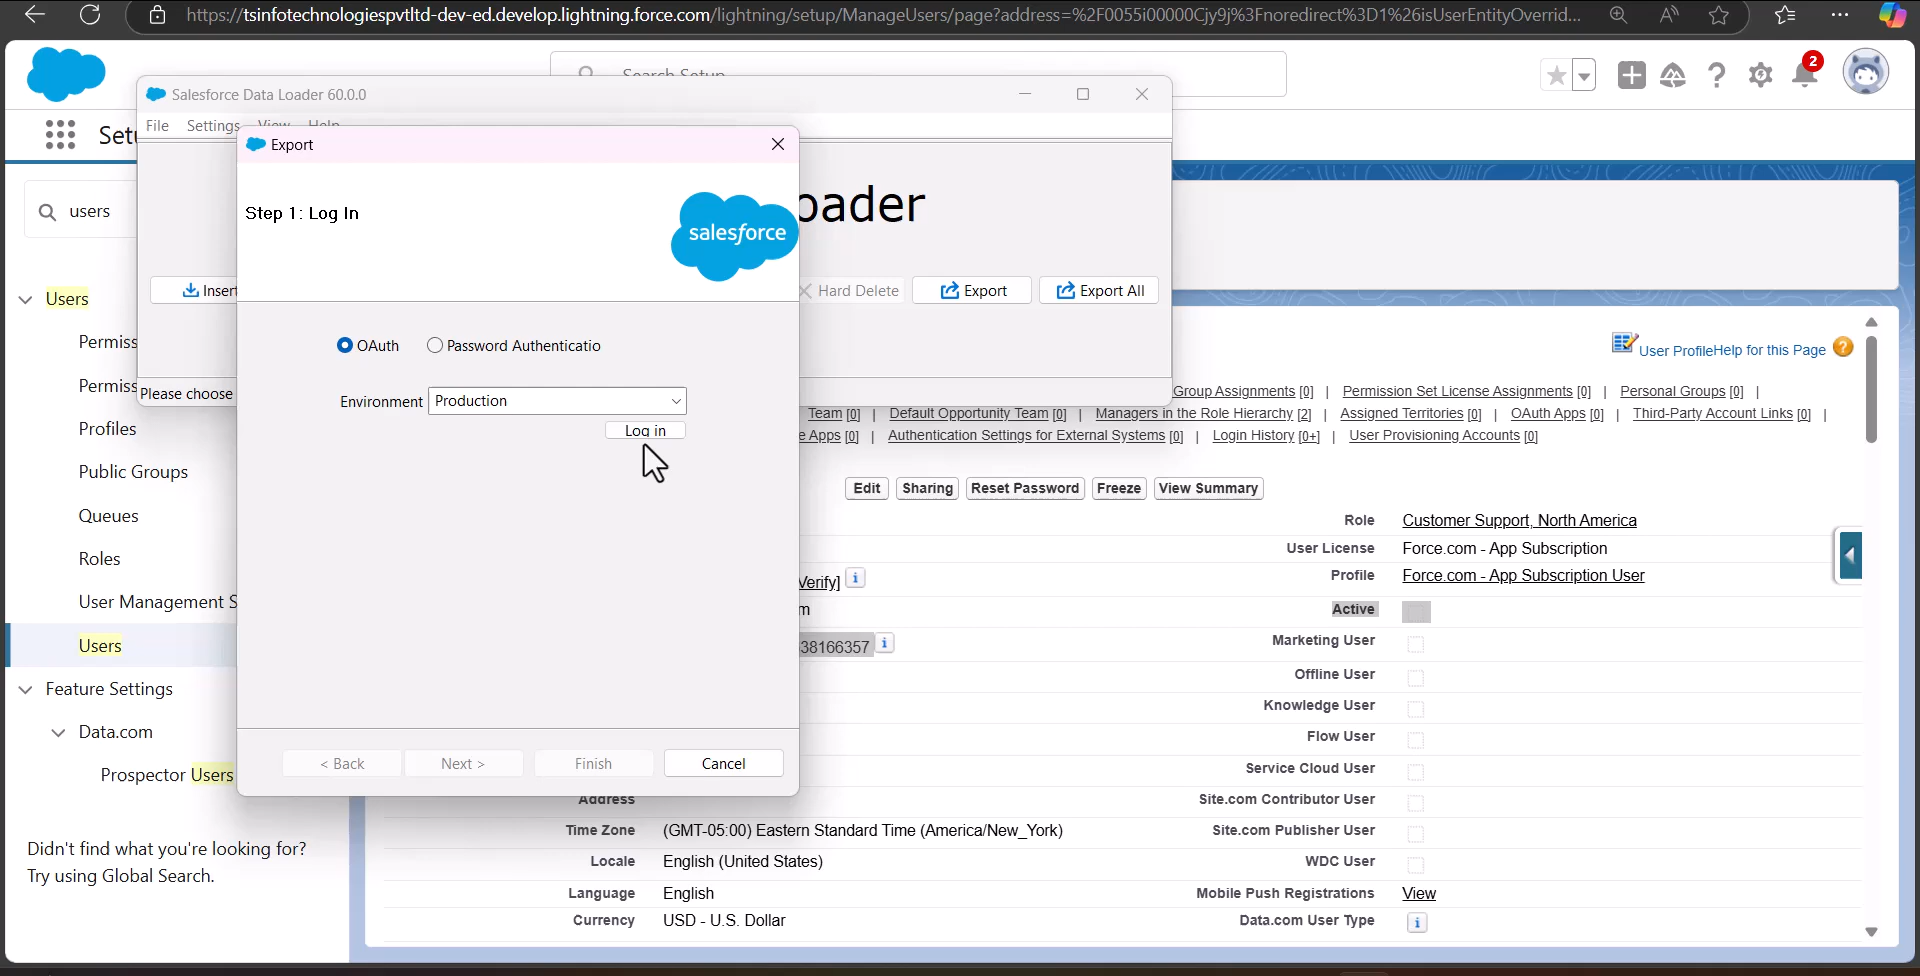 https://tsinfotechnologiespvtltd-dev-ed.develop.lightning.force.com/lightning/setup/ManageUsers/page?address=%2F0055i00000Cjy9j%3Fnoredirect%3D1%26isUserEntityOverrid...
Search Setup
2
Salesforce Data Loader 60.0.0
File Settings View Help
Export
users
Step 1: Log In
salesforce
oader
Insert
Hard Delete
Export
Export All
Users
OAuth
Password Authenticatio
Environment
Production
Log in
Please choose
User Profile
Help for this Page
Group Assignments [0] | Permission Set License Assignments [0] | Personal Groups [0] |
Team [0] | Default Opportunity Team [0] | Managers in the Role Hierarchy [2] | Assigned Territories [0] | OAuth Apps [0] | Third-Party Account Links [0] |
e Apps [0] | Authentication Settings for External Systems [0] | Login History [0+] | User Provisioning Accounts [0]
Permiss
Permiss
Profiles
Public Groups
Queues
Roles
User Management S
Users
Feature Settings
Data.com
Prospector Users
Didn't find what you're looking for?
Try using Global Search.
Edit
Sharing
Reset Password
Freeze
View Summary
Role Customer Support, North America
User License Force.com - App Subscription
Verify]
Profile Force.com - App Subscription User
m
Active
38166357
Marketing User
Offline User
Knowledge User
Flow User
Service Cloud User
< Back
Next >
Finish
Cancel
Address
Site.com Contributor User
Time Zone (GMT-05:00) Eastern Standard Time (America/New_York)
Site.com Publisher User
Locale English (United States)
WDC User
Language English
Mobile Push Registrations View
Currency USD - U.S. Dollar
Data.com User Type